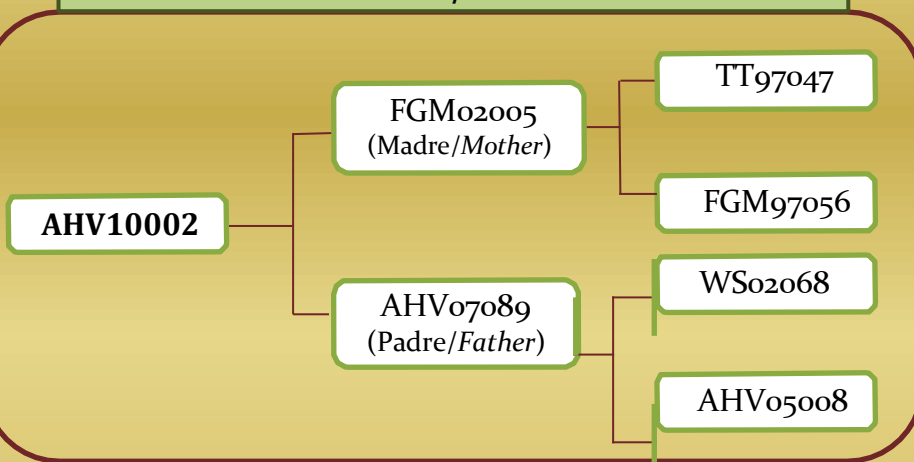 TT97047
FGM02005
(Madre/Mother)
FGM97056
AHV10002
WS02068
AHV07089
(Padre/Father)
AHV05008